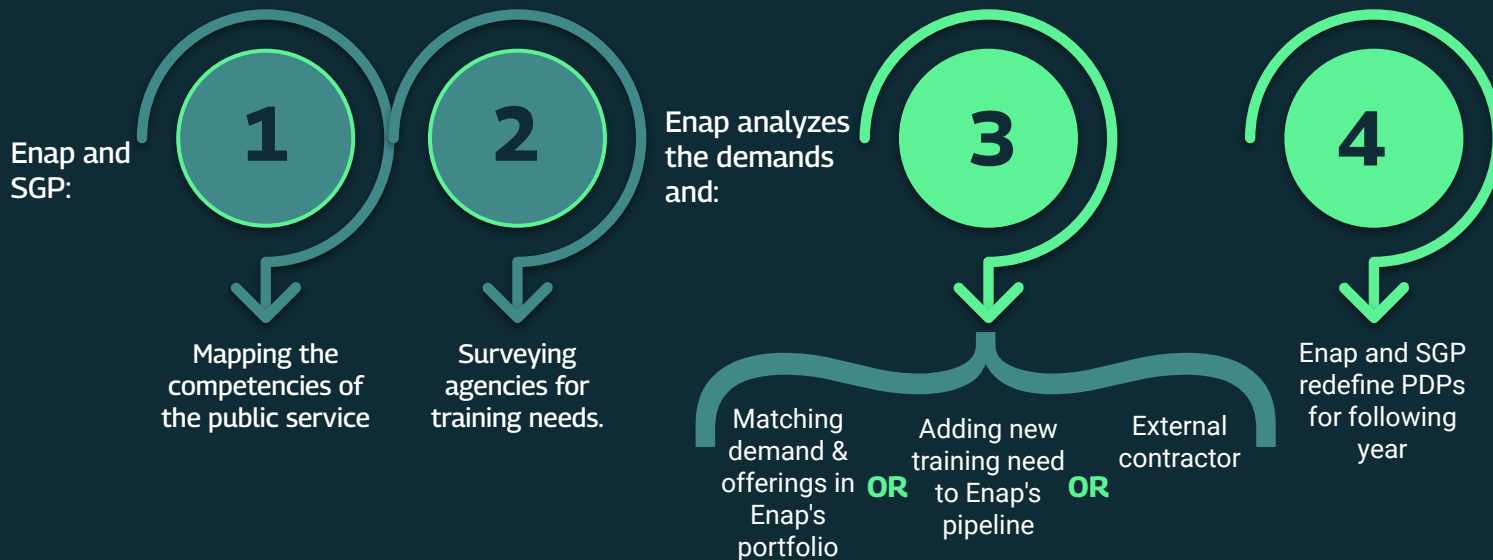 Enap and
SGP:
1
Mapping the
competencies of
the public service
2
Surveying
agencies for
training needs.
Enap analyzes
the demands
and:
3
Matching
demand &
offerings in
Enap's
portfolio
OR
Adding new
training need
to Enap's
pipeline
OR
External
contractor
4
Enap and SGP
redefine PDPs
for following
year